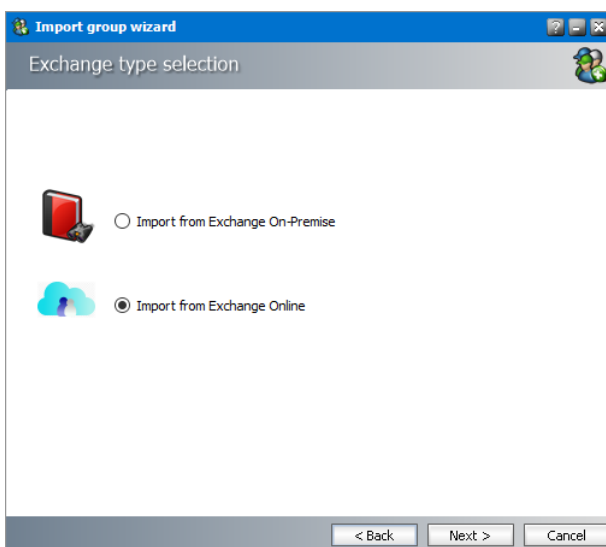 Import group wizard
Exchange type selection
Import from Exchange On-Premise
Import from Exchange Online
< Back Next > Cancel